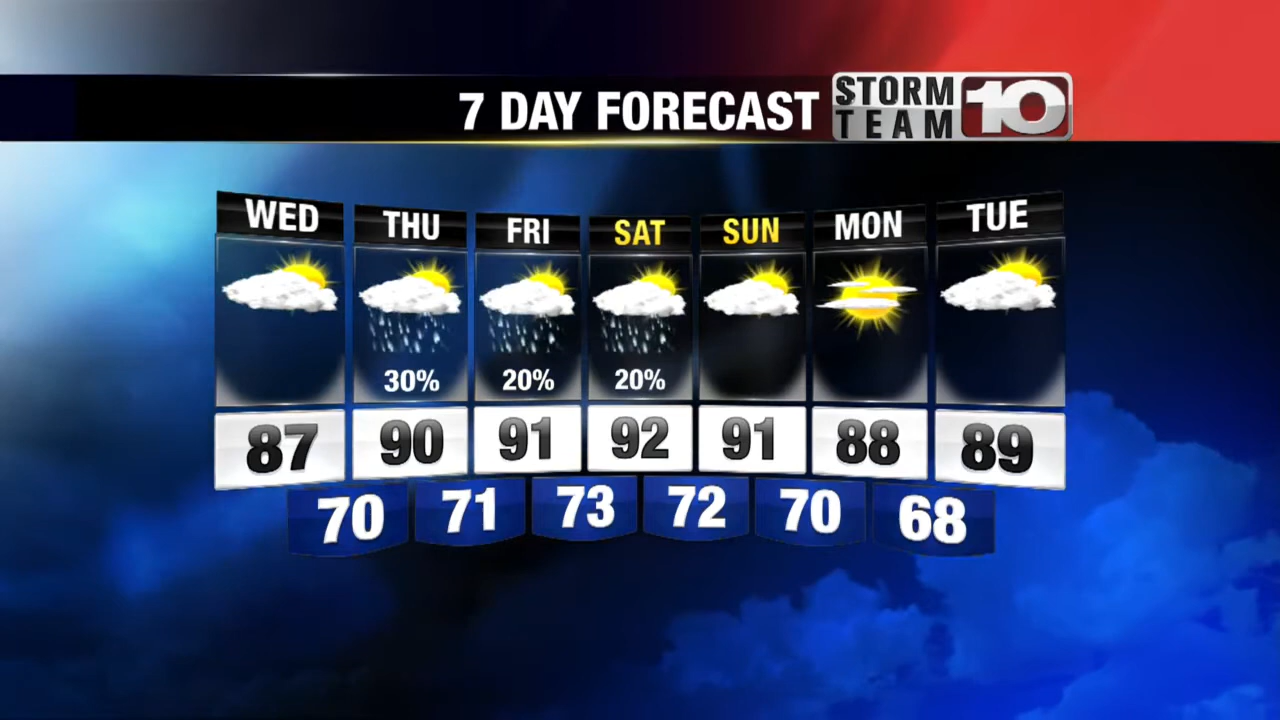 7 DAY FORECAST STORM TEAM 10
WED THU FRI SAT SUN MON TUE
30% 20% 20%
87 90 91 92 91 88 89
70 71 73 72 70 68